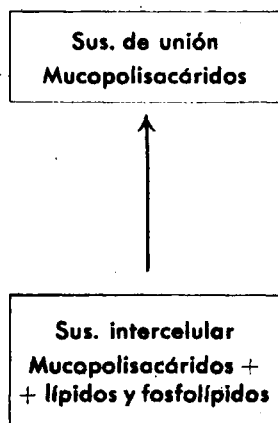 Sus. de unión
Mucopolisacáridos
Sus. intercelular
Mucopolisacáridos +
+ lípidos y fosfolípidos